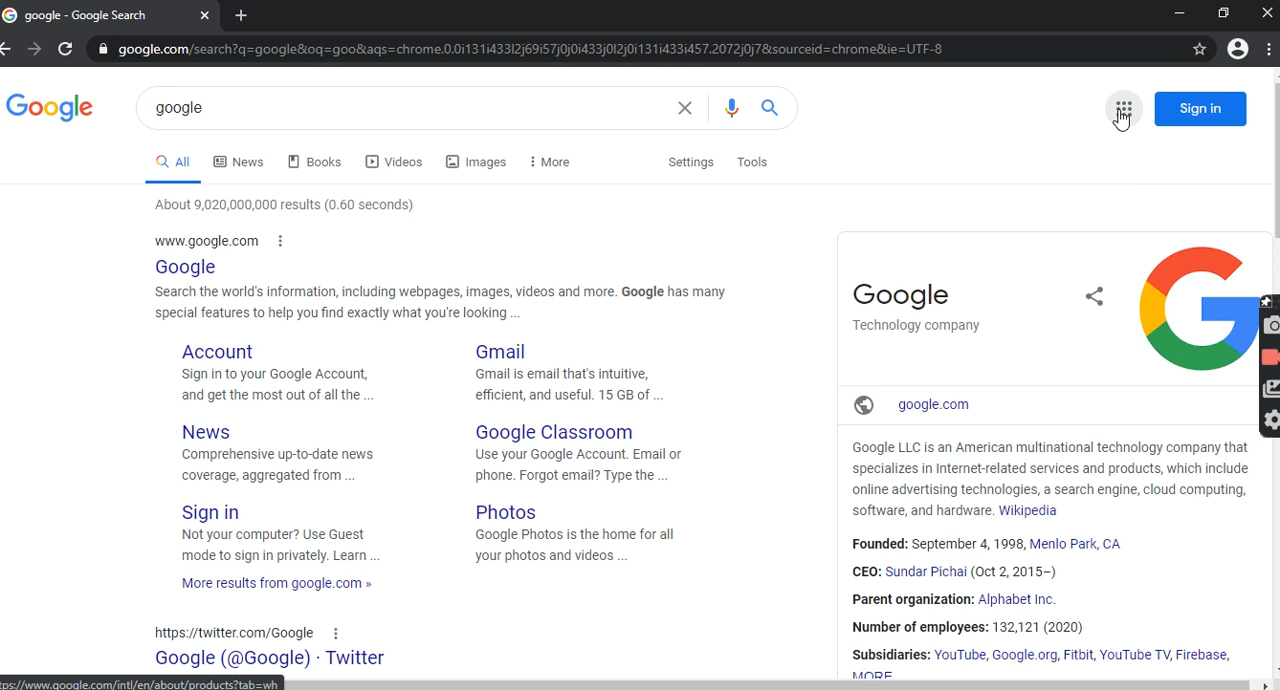 google - Google Search
google.com/search?q=google&oq=goo&aqs=chrome.0.0i131i433l2j69i57j0j0i433j0l2j0i131i433i457.2072j0j7&sourceid=chrome&ie=UTF-8
Google
google
Sign in
All
News
Books
Videos
Images
More
Settings
Tools
About 9,020,000,000 results (0.60 seconds)
www.google.com
Google
Search the world's information, including webpages, images, videos and more. Google has many
special features to help you find exactly what you're looking ...
Account
Sign in to your Google Account,
and get the most out of all the ...
Gmail
Gmail is email that's intuitive,
efficient, and useful. 15 GB of ...
News
Comprehensive up-to-date news
coverage, aggregated from ...
Google Classroom
Use your Google Account. Email or
phone. Forgot email? Type the ...
Sign in
Not your computer? Use Guest
mode to sign in privately. Learn ...
Photos
Google Photos is the home for all
your photos and videos ...
More results from google.com »
https://twitter.com/Google
Google (@Google) · Twitter
Google
Technology company
google.com
Google LLC is an American multinational technology company that
specializes in Internet-related services and products, which include
online advertising technologies, a search engine, cloud computing,
software, and hardware. Wikipedia
Founded: September 4, 1998, Menlo Park, CA
CEO: Sundar Pichai (Oct 2, 2015–)
Parent organization: Alphabet Inc.
Number of employees: 132,121 (2020)
Subsidiaries: YouTube, Google.org, Fitbit, YouTube TV, Firebase,
MORE
tps://www.google.com/intl/en/about/products?tab=wh